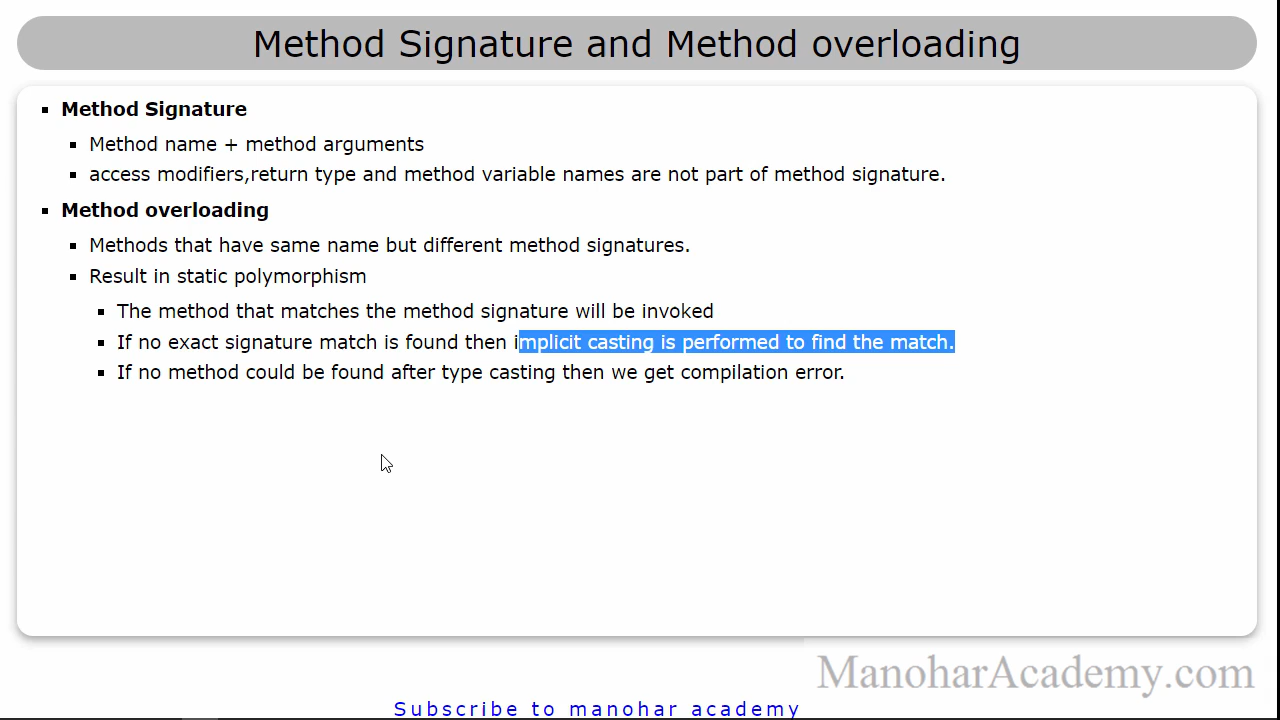 Method Signature and Method overloading
Method Signature
Method name + method arguments
access modifiers,return type and method variable names are not part of method signature.
Method overloading
Methods that have same name but different method signatures.
Result in static polymorphism
The method that matches the method signature will be invoked
If no exact signature match is found then implicit casting is performed to find the match.
If no method could be found after type casting then we get compilation error.
ManoharAcademy.com
Subscribe to manohar academy